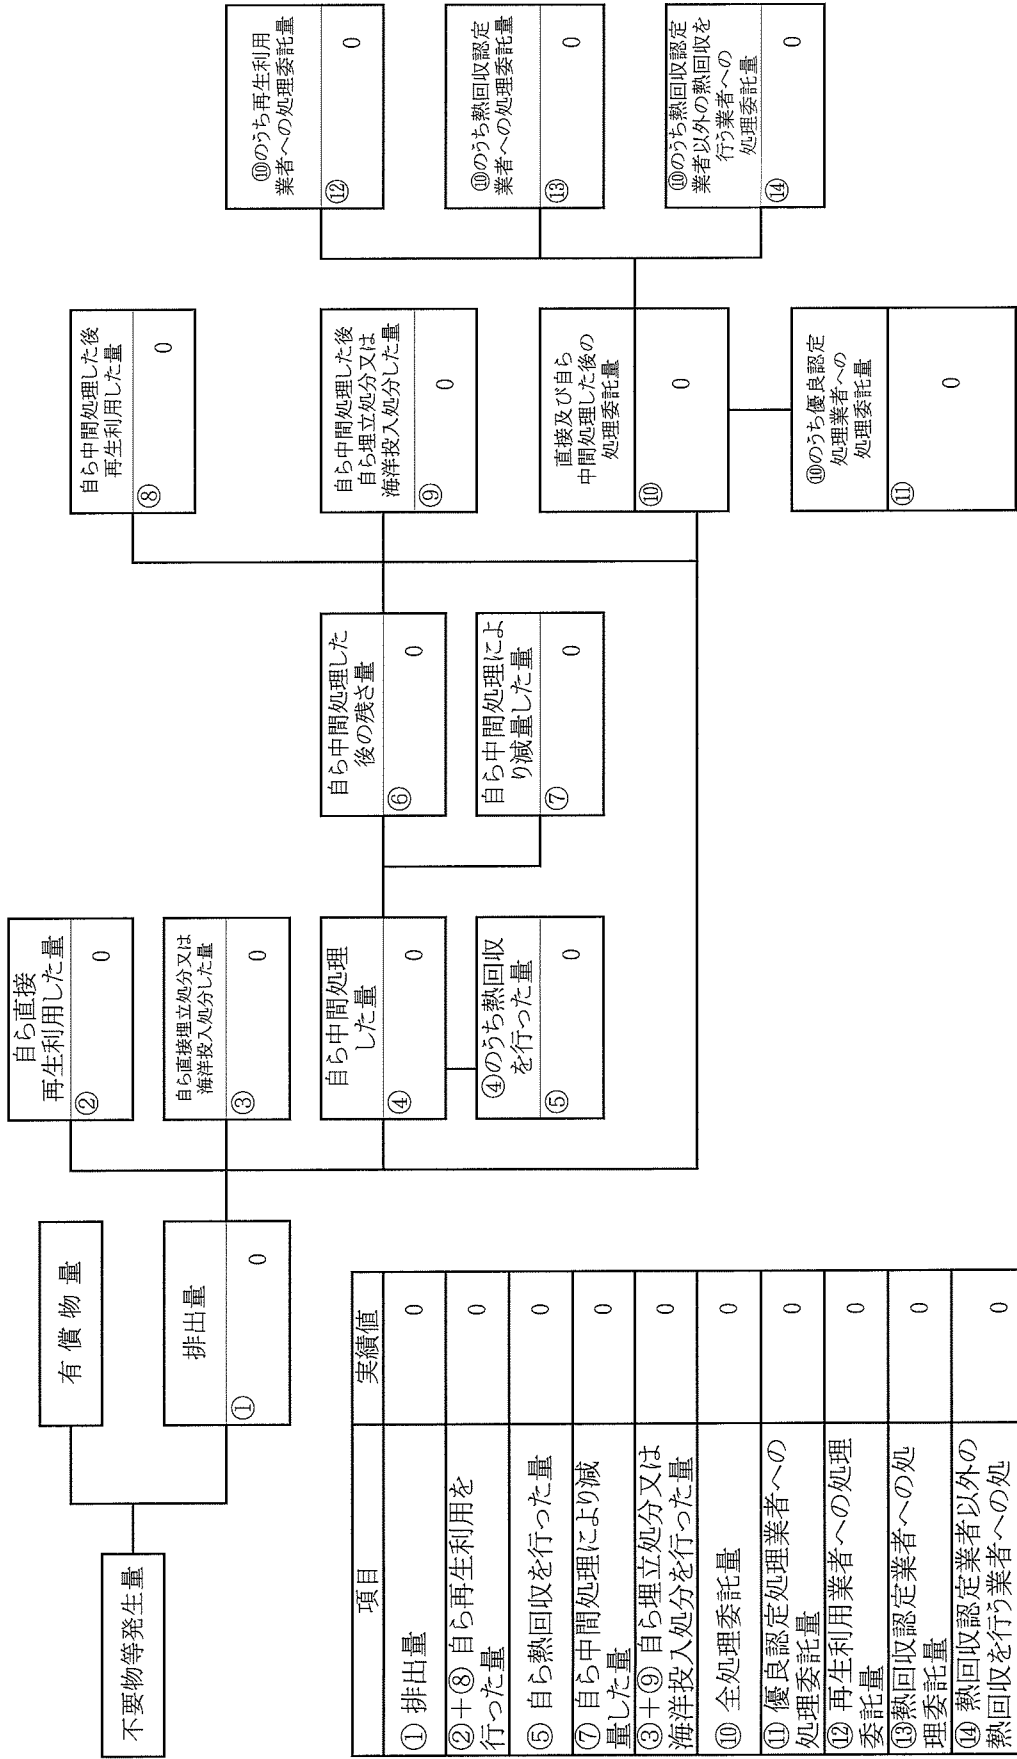 不要物等発生量
有償物量
排出量
① 0
自ら直接
再生利用した量
② 0
自ら直接埋立処分又は
海洋投入処分した量
③ 0
自ら中間処理
した量
④ 0
④のうち熱回収
を行った量
⑤ 0
自ら中間処理した
後の残さ量
⑥ 0
自ら中間処理によ
り減量した量
⑦ 0
自ら中間処理した後
再生利用した量
⑧ 0
自ら中間処理した後
自ら埋立処分又は
海洋投入処分した量
⑨ 0
直接及び自ら
中間処理した後の
処理委託量
⑩ 0
⑩のうち優良認定
処理業者への
処理委託量
⑪ 0
⑩のうち再生利用
業者への処理委託量
⑫ 0
⑩のうち熱回収認定
業者への処理委託量
⑬ 0
⑩のうち熱回収認定
業者以外の熱回収を
行う業者への
処理委託量
⑭ 0
項目 実績値
① 排出量 0
②+⑧ 自ら再生利用を
行った量 0
⑤ 自ら熱回収を行った量 0
⑦ 自ら中間処理により減
量した量 0
③+⑨ 自ら埋立処分又は
海洋投入処分を行った量 0
⑩ 全処理委託量 0
⑪ 優良認定処理業者への
処理委託量 0
⑫ 再生利用業者への処理
委託量 0
⑬熱回収認定業者への処
理委託量 0
⑭ 熱回収認定業者以外の
熱回収を行う業者への処 0